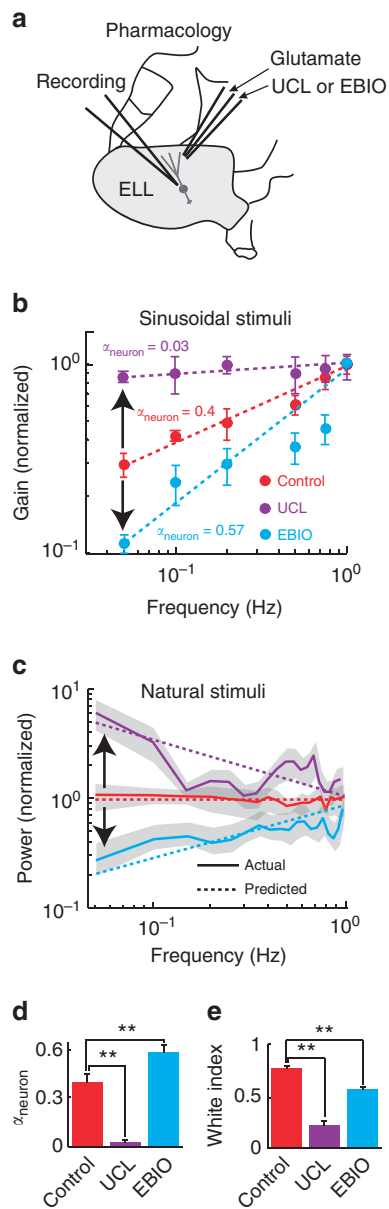 a
Pharmacology
Recording
Glutamate
UCL or EBIO
ELL
b
Sinusoidal stimuli
Gain (normalized)
10⁰
10⁻¹
αneuron = 0.03
αneuron = 0.4
αneuron = 0.57
Control
UCL
EBIO
10⁻¹
10⁰
Frequency (Hz)
c
Natural stimuli
Power (normalized)
10¹
10⁰
10⁻¹
Actual
Predicted
10⁻¹
10⁰
Frequency (Hz)
d
αneuron
0.6
0
**
**
Control
UCL
EBIO
e
White index
1
0.5
0
**
**
Control
UCL
EBIO